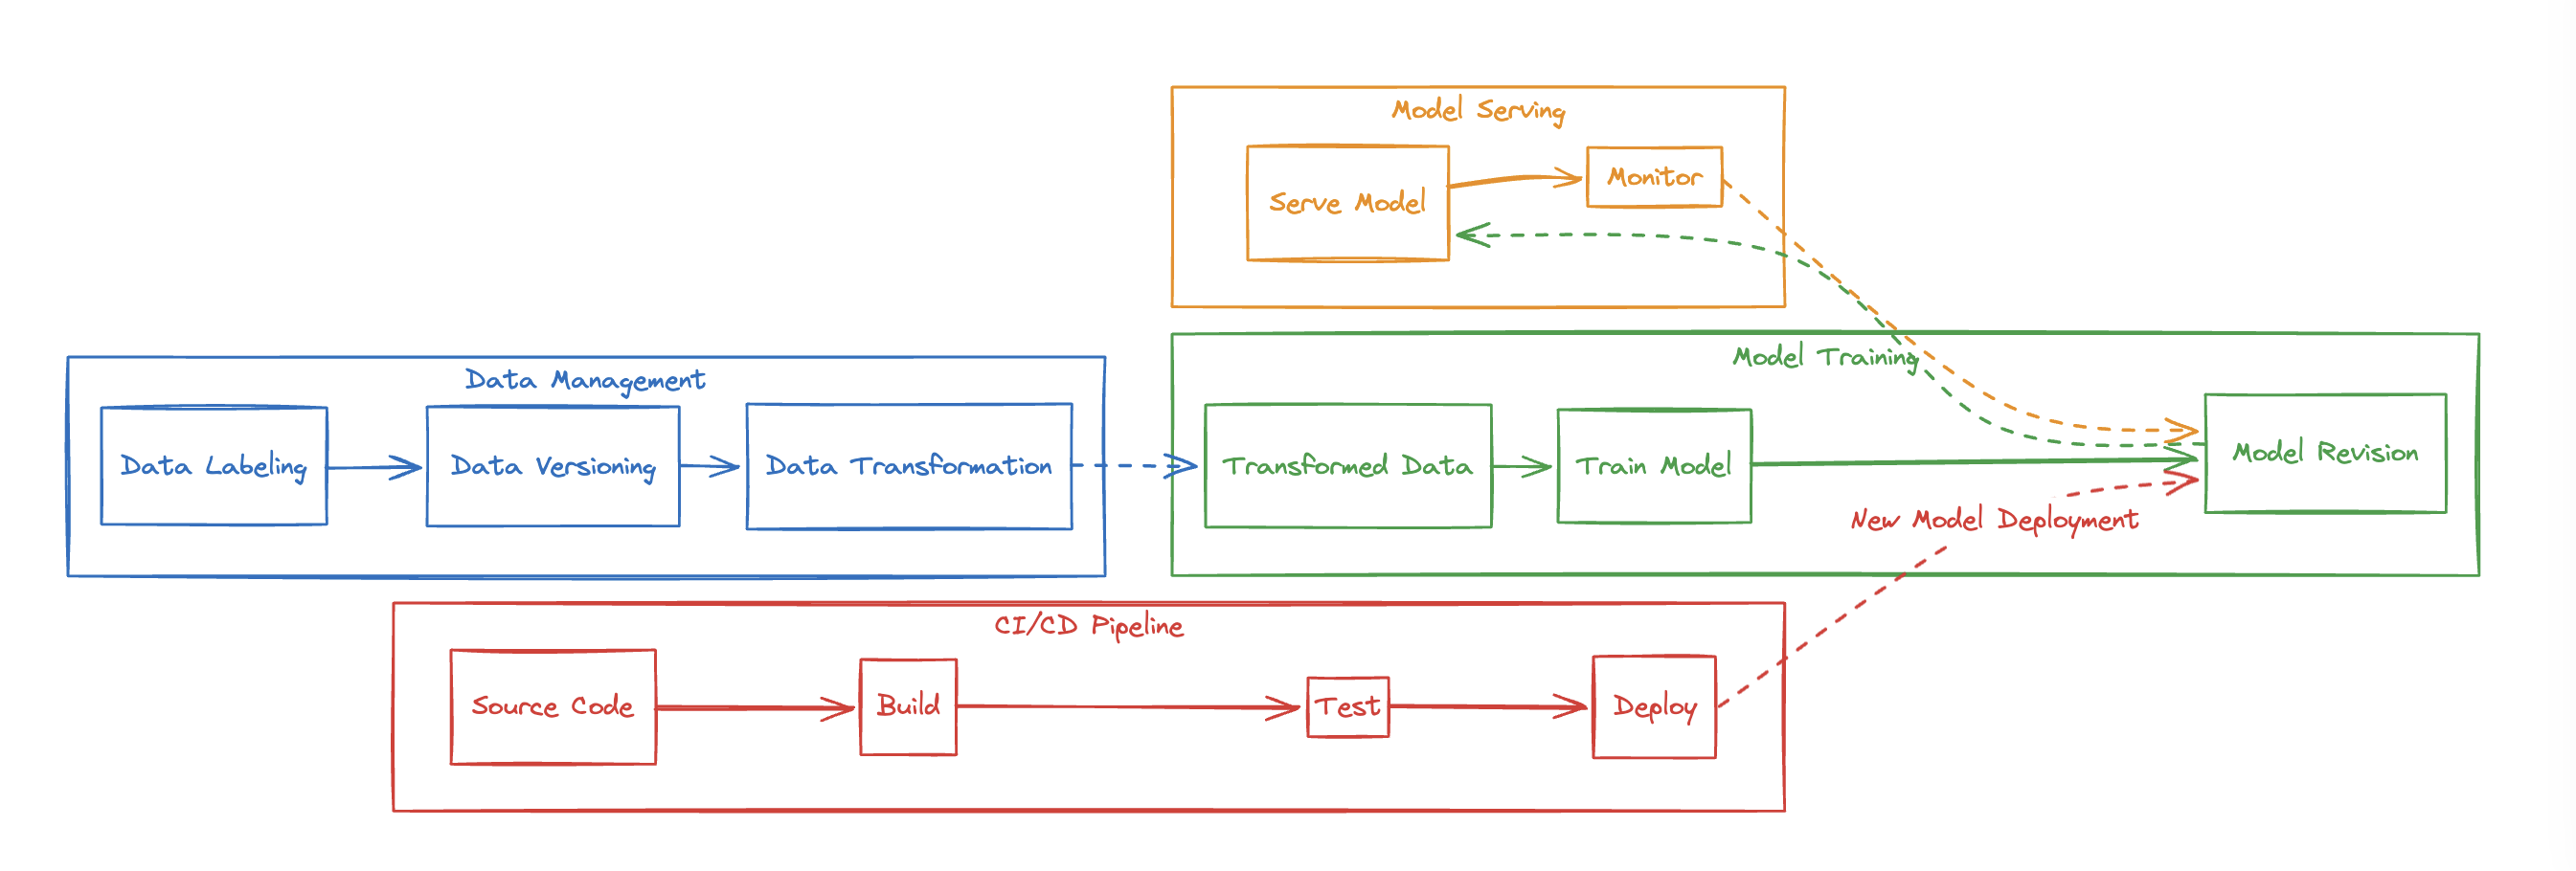 Model Serving
Serve Model
Monitor
Data Management
Data Labeling
Data Versioning
Data Transformation
Model Training
Transformed Data
Train Model
Model Revision
New Model Deployment
CI/CD Pipeline
Source Code
Build
Test
Deploy